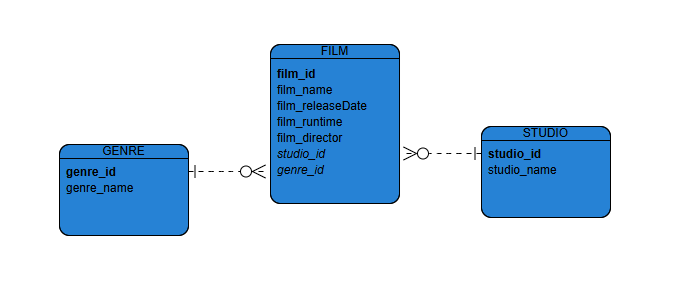 FILM
film_id
film_name
film_releaseDate
film_runtime
film_director
studio_id
genre_id
GENRE
genre_id
genre_name
STUDIO
studio_id
studio_name